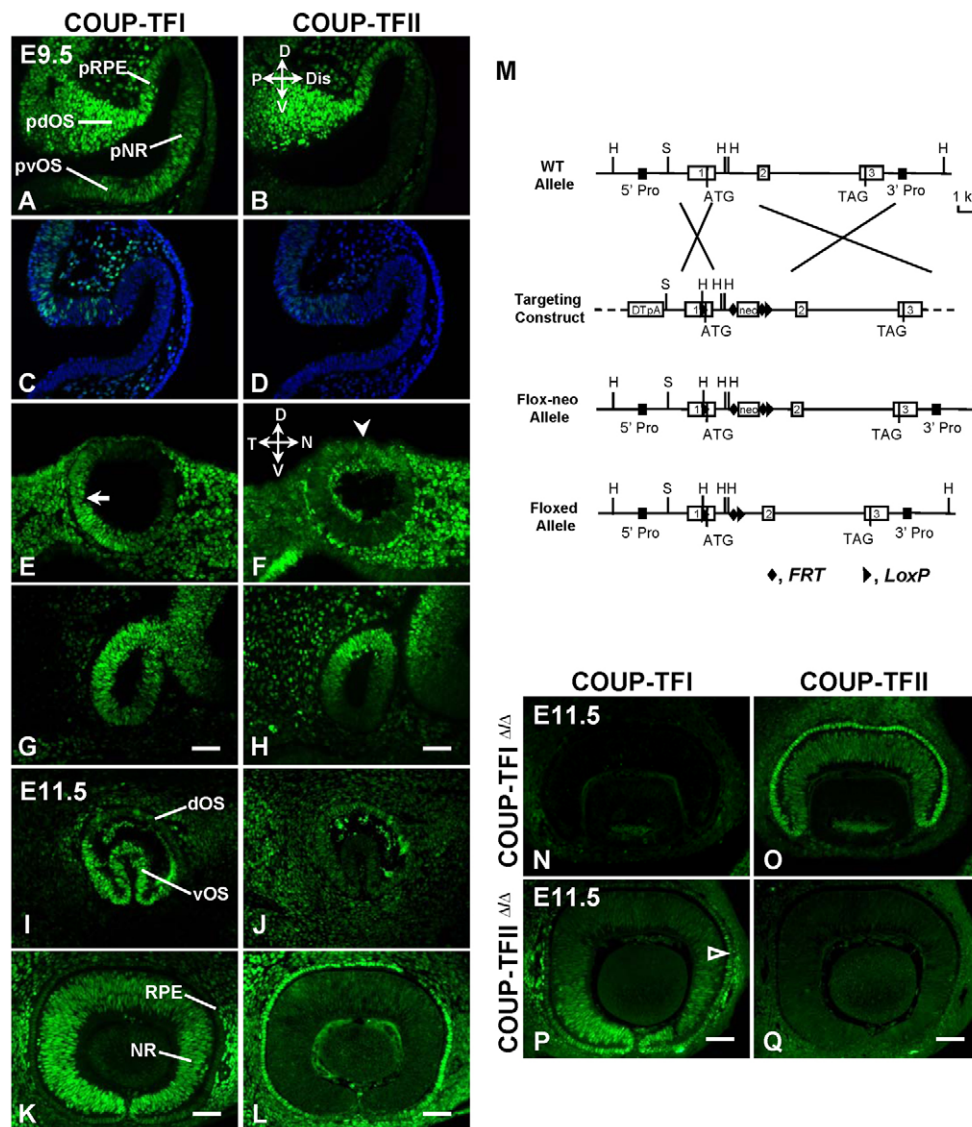 COUP-TFI COUP-TFII
E9.5
pRPE
pdOS
pNR
pvOS
A
D
P Dis
V
B
C
D
E
D
T N
V
F
G
H
E11.5
dOS
vOS
I
J
RPE
NR
K
L
M
H S H H H
WT Allele
1 2 3
5' Pro ATG TAG 3' Pro
1 k
S H H H
Targeting Construct
DTpA 1 neo 2 3
ATG TAG
H S H H H
Flox-neo Allele
1 neo 2 3
5' Pro ATG TAG 3' Pro
H S H H H H
Floxed Allele
1 2 3
5' Pro ATG TAG 3' Pro
, FRT , LoxP
COUP-TFI COUP-TFII
COUP-TFI Δ/Δ
E11.5
N
O
COUP-TFII Δ/Δ
E11.5
P
Q